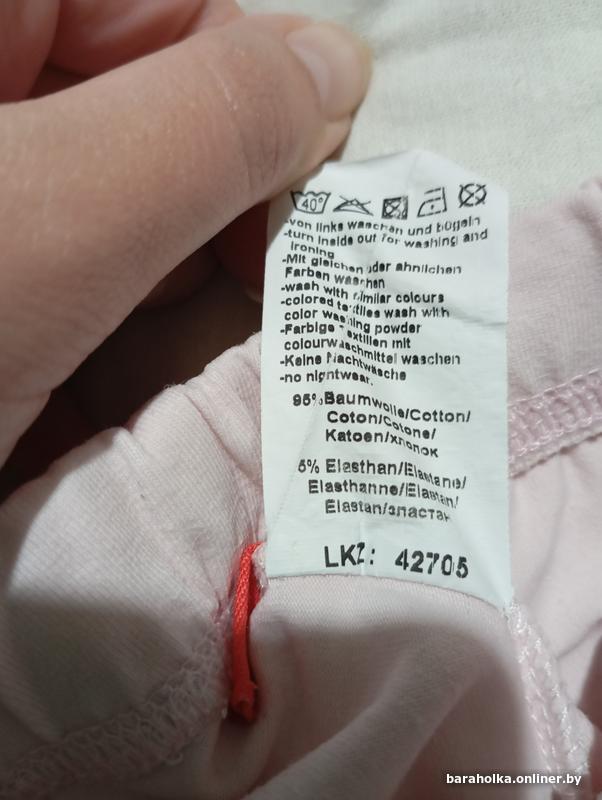 40°
-von links waschen und bügeln
-turn inside out for washing and
ironing
-Mit gleichen oder ähnlichen
Farben waschen
-wash with similar colours
-colored textiles wash with
color washing powder
-Farbige Textilien mit
colourwaschmittel waschen
-Keine Nachtwäsche
-no nightwear.
95% Baumwolle/Cotton/
Coton/Cotone/
Katoen/хлопок
5% Elasthan/Elastane/
Elasthanne/Elastan/
Elastan/эластан
LKZ: 42705
baraholka.onliner.by